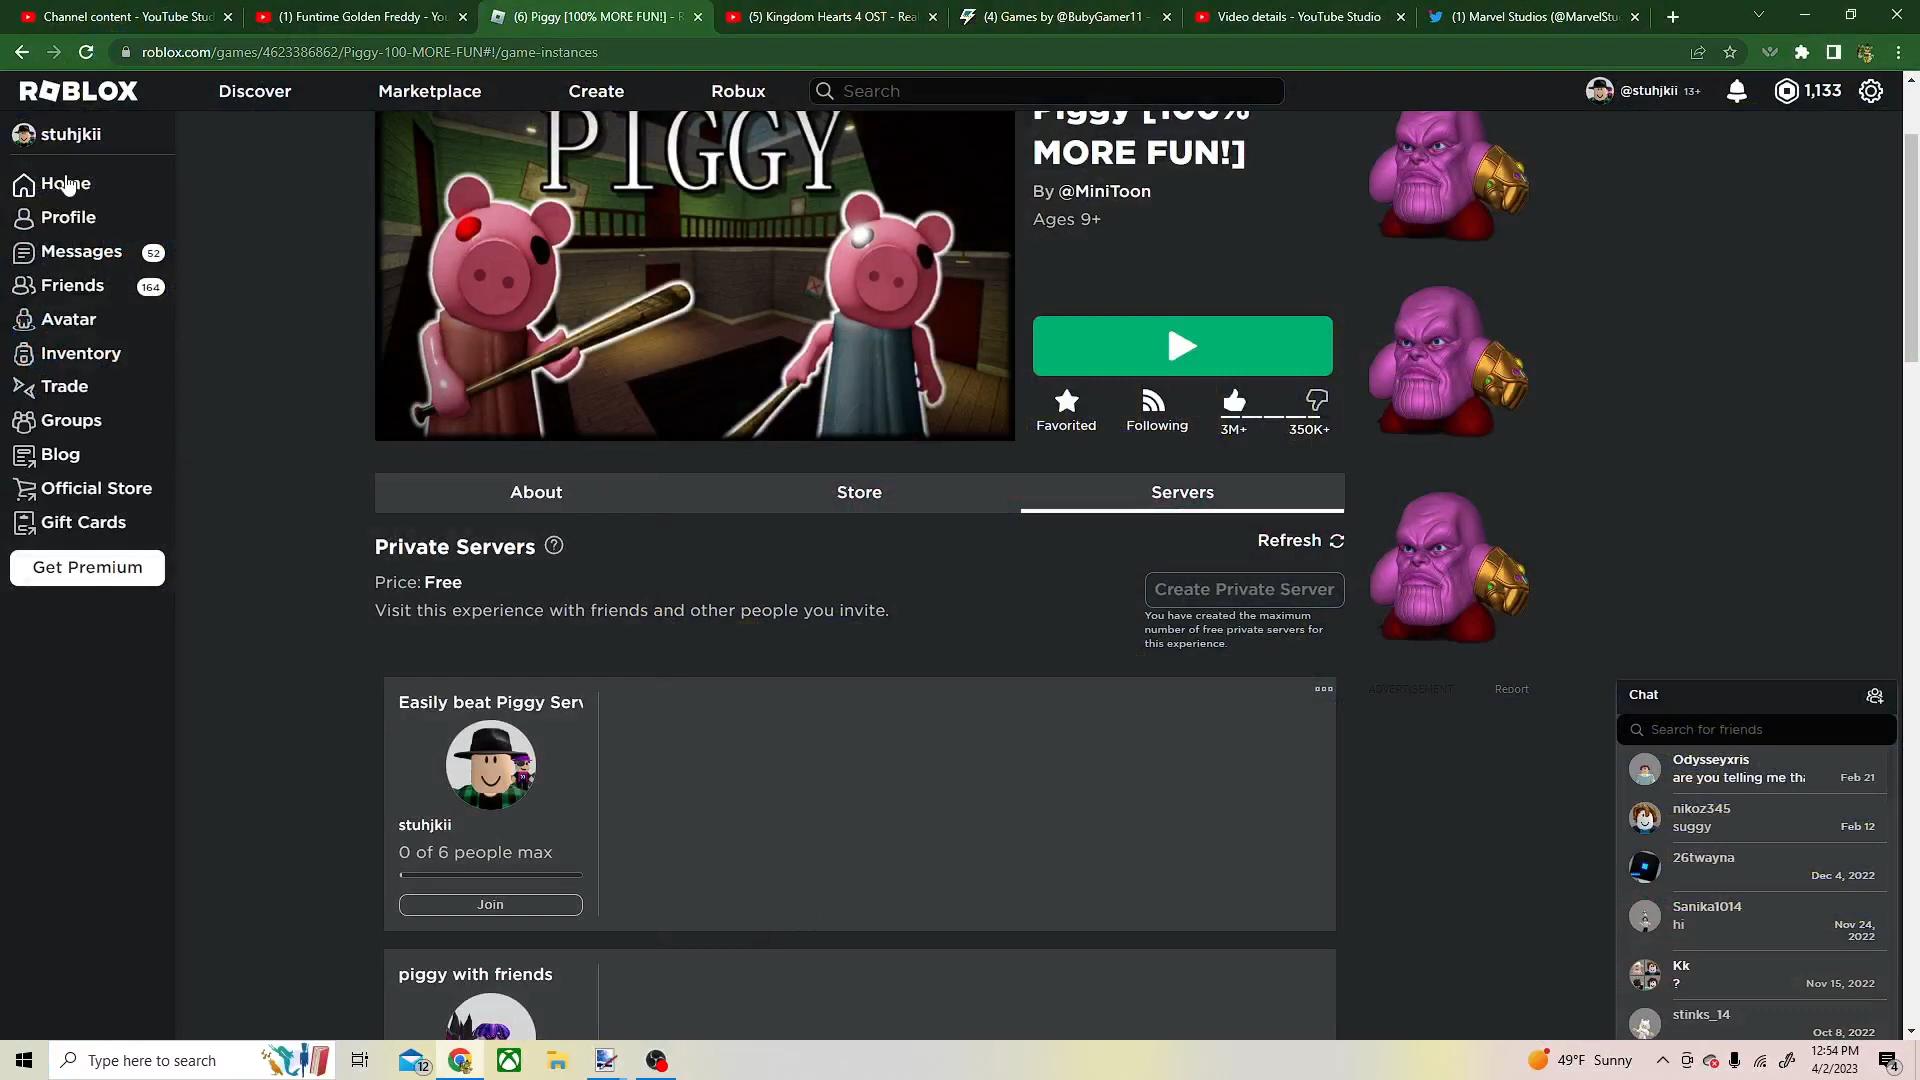 Channel content - YouTube Stud
(1) Funtime Golden Freddy - You
(6) Piggy [100% MORE FUN!] - R
(5) Kingdom Hearts 4 OST - Rea
(4) Games by @BubyGamer11 -
Video details - YouTube Studio
(1) Marvel Studios (@MarvelStu
roblox.com/games/4623386862/Piggy-100-MORE-FUN#!/game-instances
ROBLOX
Discover
Marketplace
Create
Robux
Search
@stuhjkii 13+
1,133
stuhjkii
Home
Profile
Messages 52
Friends 164
Avatar
Inventory
Trade
Groups
Blog
Official Store
Gift Cards
Get Premium
PIGGY
Piggy [100%
MORE FUN!]
By @MiniToon
Ages 9+
Favorited
Following
3M+
350K+
About
Store
Servers
Private Servers
Refresh
Price: Free
Visit this experience with friends and other people you invite.
Create Private Server
You have created the maximum
number of free private servers for
this experience.
Easily beat Piggy Serv
stuhjkii
0 of 6 people max
Join
piggy with friends
ADVERTISEMENT
Report
Chat
Search for friends
Odysseyxris
are you telling me tha
Feb 21
nikoz345
suggy
Feb 12
26twayna
Dec 4, 2022
Sanika1014
hi
Nov 24,
2022
Kk
?
Nov 15, 2022
stinks_14
Oct 8, 2022
Type here to search
12
49°F Sunny
12:54 PM
4/2/2023
4